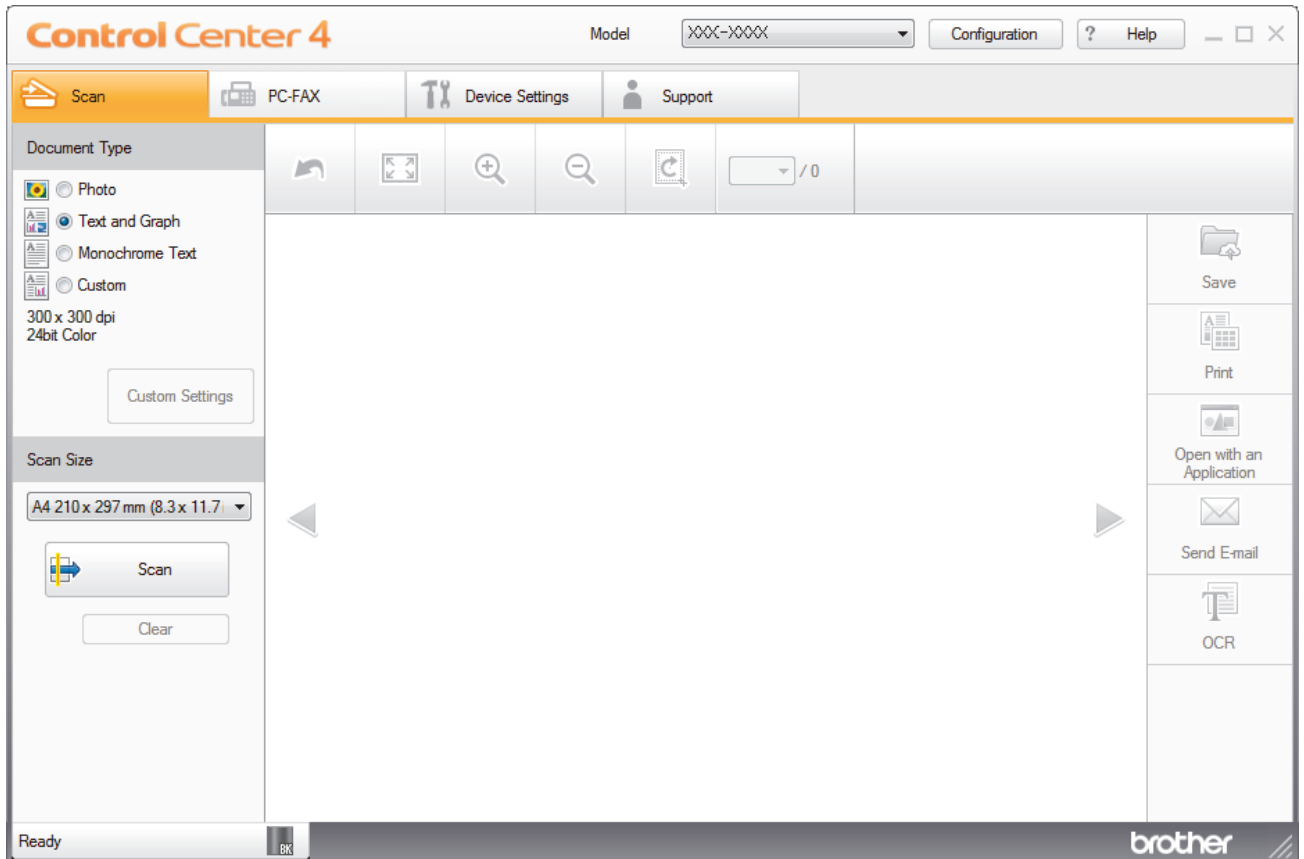 Control Center 4
Model XXX-XXXX Configuration ? Help
Scan PC-FAX Device Settings Support
Document Type
Photo
Text and Graph
Monochrome Text
Custom
300 x 300 dpi
24bit Color
Custom Settings
Scan Size
A4 210 x 297 mm (8.3 x 11.7
Scan
Clear
/ 0
Save
Print
Open with an
Application
Send E-mail
OCR
Ready
BK
brother